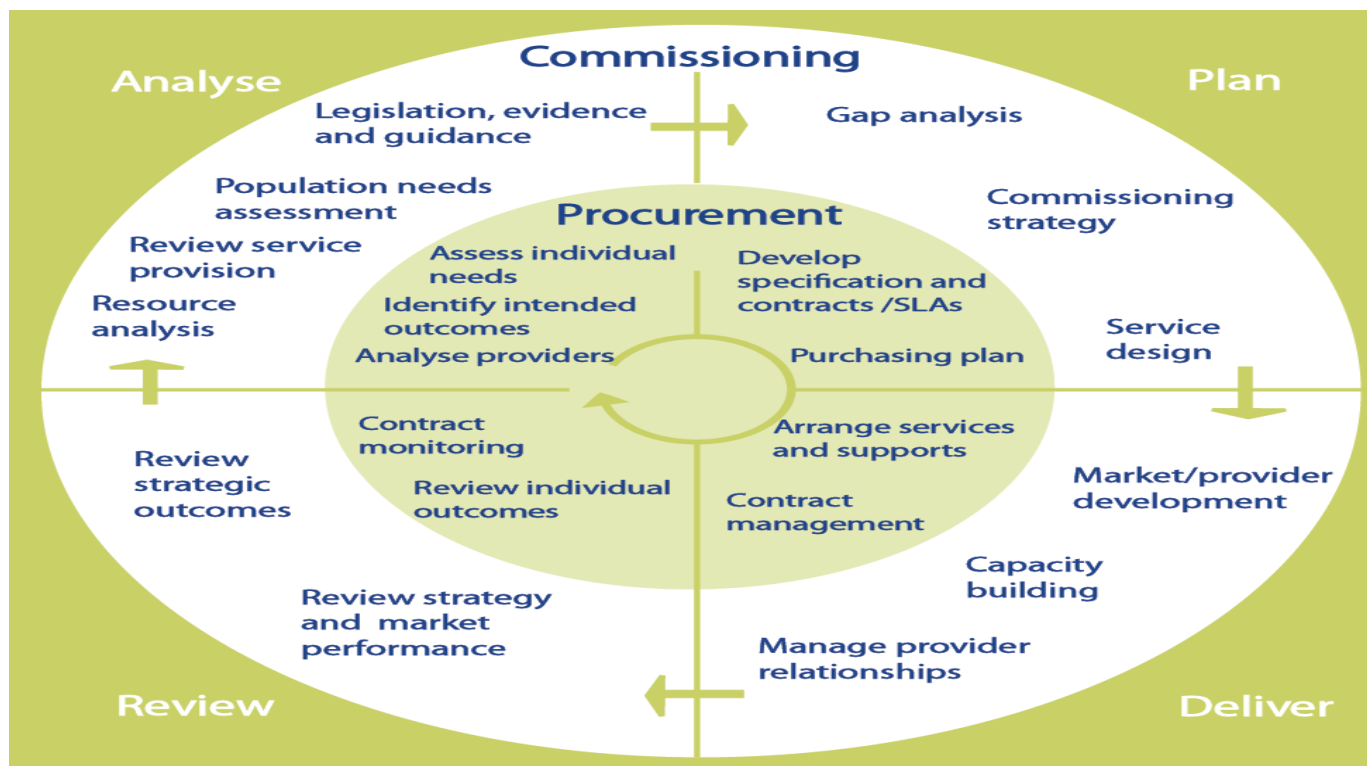 Commissioning
Analyse
Legislation, evidence
and guidance
Population needs
assessment
Review service
provision
Resource
analysis
Plan
Gap analysis
Commissioning
strategy
Service
design
Procurement
Assess individual
needs
Identify intended
outcomes
Analyse providers
Develop
specification and
contracts /SLAs
Purchasing plan
Contract
monitoring
Review individual
outcomes
Arrange services
and supports
Contract
management
Review
strategic
outcomes
Review strategy
and market
performance
Review
Market/provider
development
Capacity
building
Manage provider
relationships
Deliver